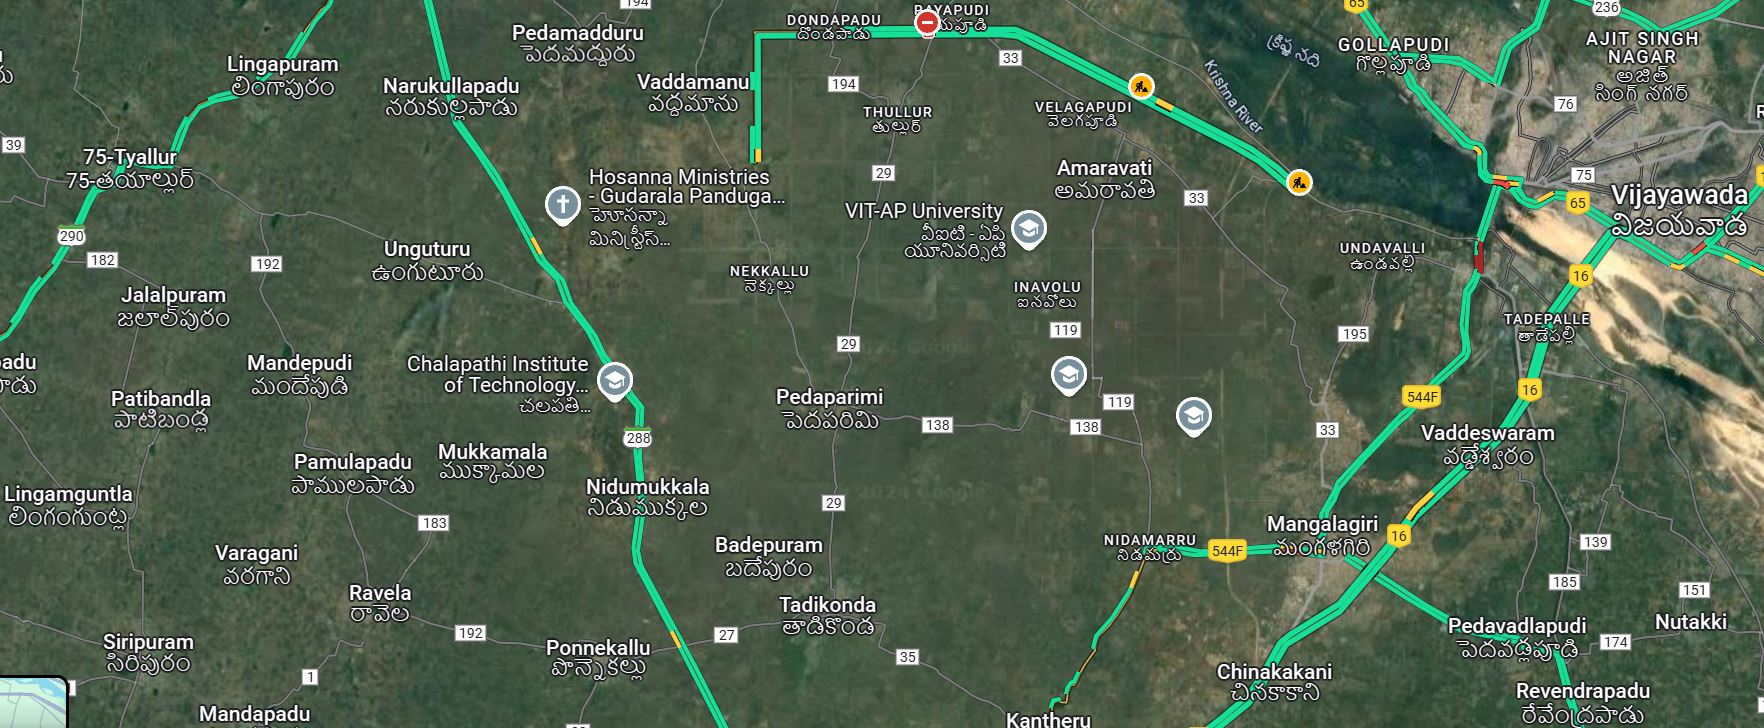 194
65
236
DONDAPADU
దొండపాడు
RAYAPUDI
Pedamadduru
పెదమద్దురు
AJIT SINGH
NAGAR
అజిత్
సింగ్ నగర్
GOLLAPUDI
గొల్లపూడి
క్రిష్ణ నది
Krishna River
33
Lingapuram
లింగాపురం
Narukullapadu
నరుకుల్లపాడు
Vaddamanu
వద్దమాను
194
THULLUR
తుల్లుర్
VELAGAPUDI
వెలగపూడి
76
39
75-Tyallur
75-తయాల్లుర్
29
Amaravati
అమరావతి
33
75
65
Vijayawada
విజయవాడ
Hosanna Ministries
- Gudarala Panduga...
హోసన్నా
మినిస్ట్రీస్...
VIT-AP University
వీఐటి - ఏపి
యూనివర్సిటి
290
182
192
Unguturu
ఉంగుటూరు
NEKKALLU
నెక్కల్లు
UNDAVALLI
ఉండవల్లి
16
INAVOLU
ఐనవోలు
Jalalpuram
జలాల్‌పురం
119
195
TADEPALLE
తాడేపల్లి
29
Mandepudi
మందేపుడి
Chalapathi Institute
of Technology...
చలపతి...
Patibandla
పాటిబండ్ల
Pedaparimi
పెదపరిమి
119
544F
16
138
138
33
Vaddeswaram
వడ్డేశ్వరం
288
Mukkamala
ముక్కామల
Pamulapadu
పాములపాడు
Lingamguntla
లింగంగుంట్ల
Nidumukkala
నిడుముక్కల
29
183
Mangalagiri
మంగళగిరి
16
139
NIDAMARRU
నిడమర్రు
544F
Varagani
వరగాని
Badepuram
బదేపురం
185
151
Ravela
రావెల
Tadikonda
తాడికొండ
192
27
Siripuram
సిరిపురం
Ponnekallu
పొన్నెకల్లు
35
Pedavadlapudi
పెదవడ్లపూడి
174
Nutakki
1
Chinakakani
చినకాకాని
Revendrapadu
రేవేంద్రపాడు
Mandapadu
Kantheru